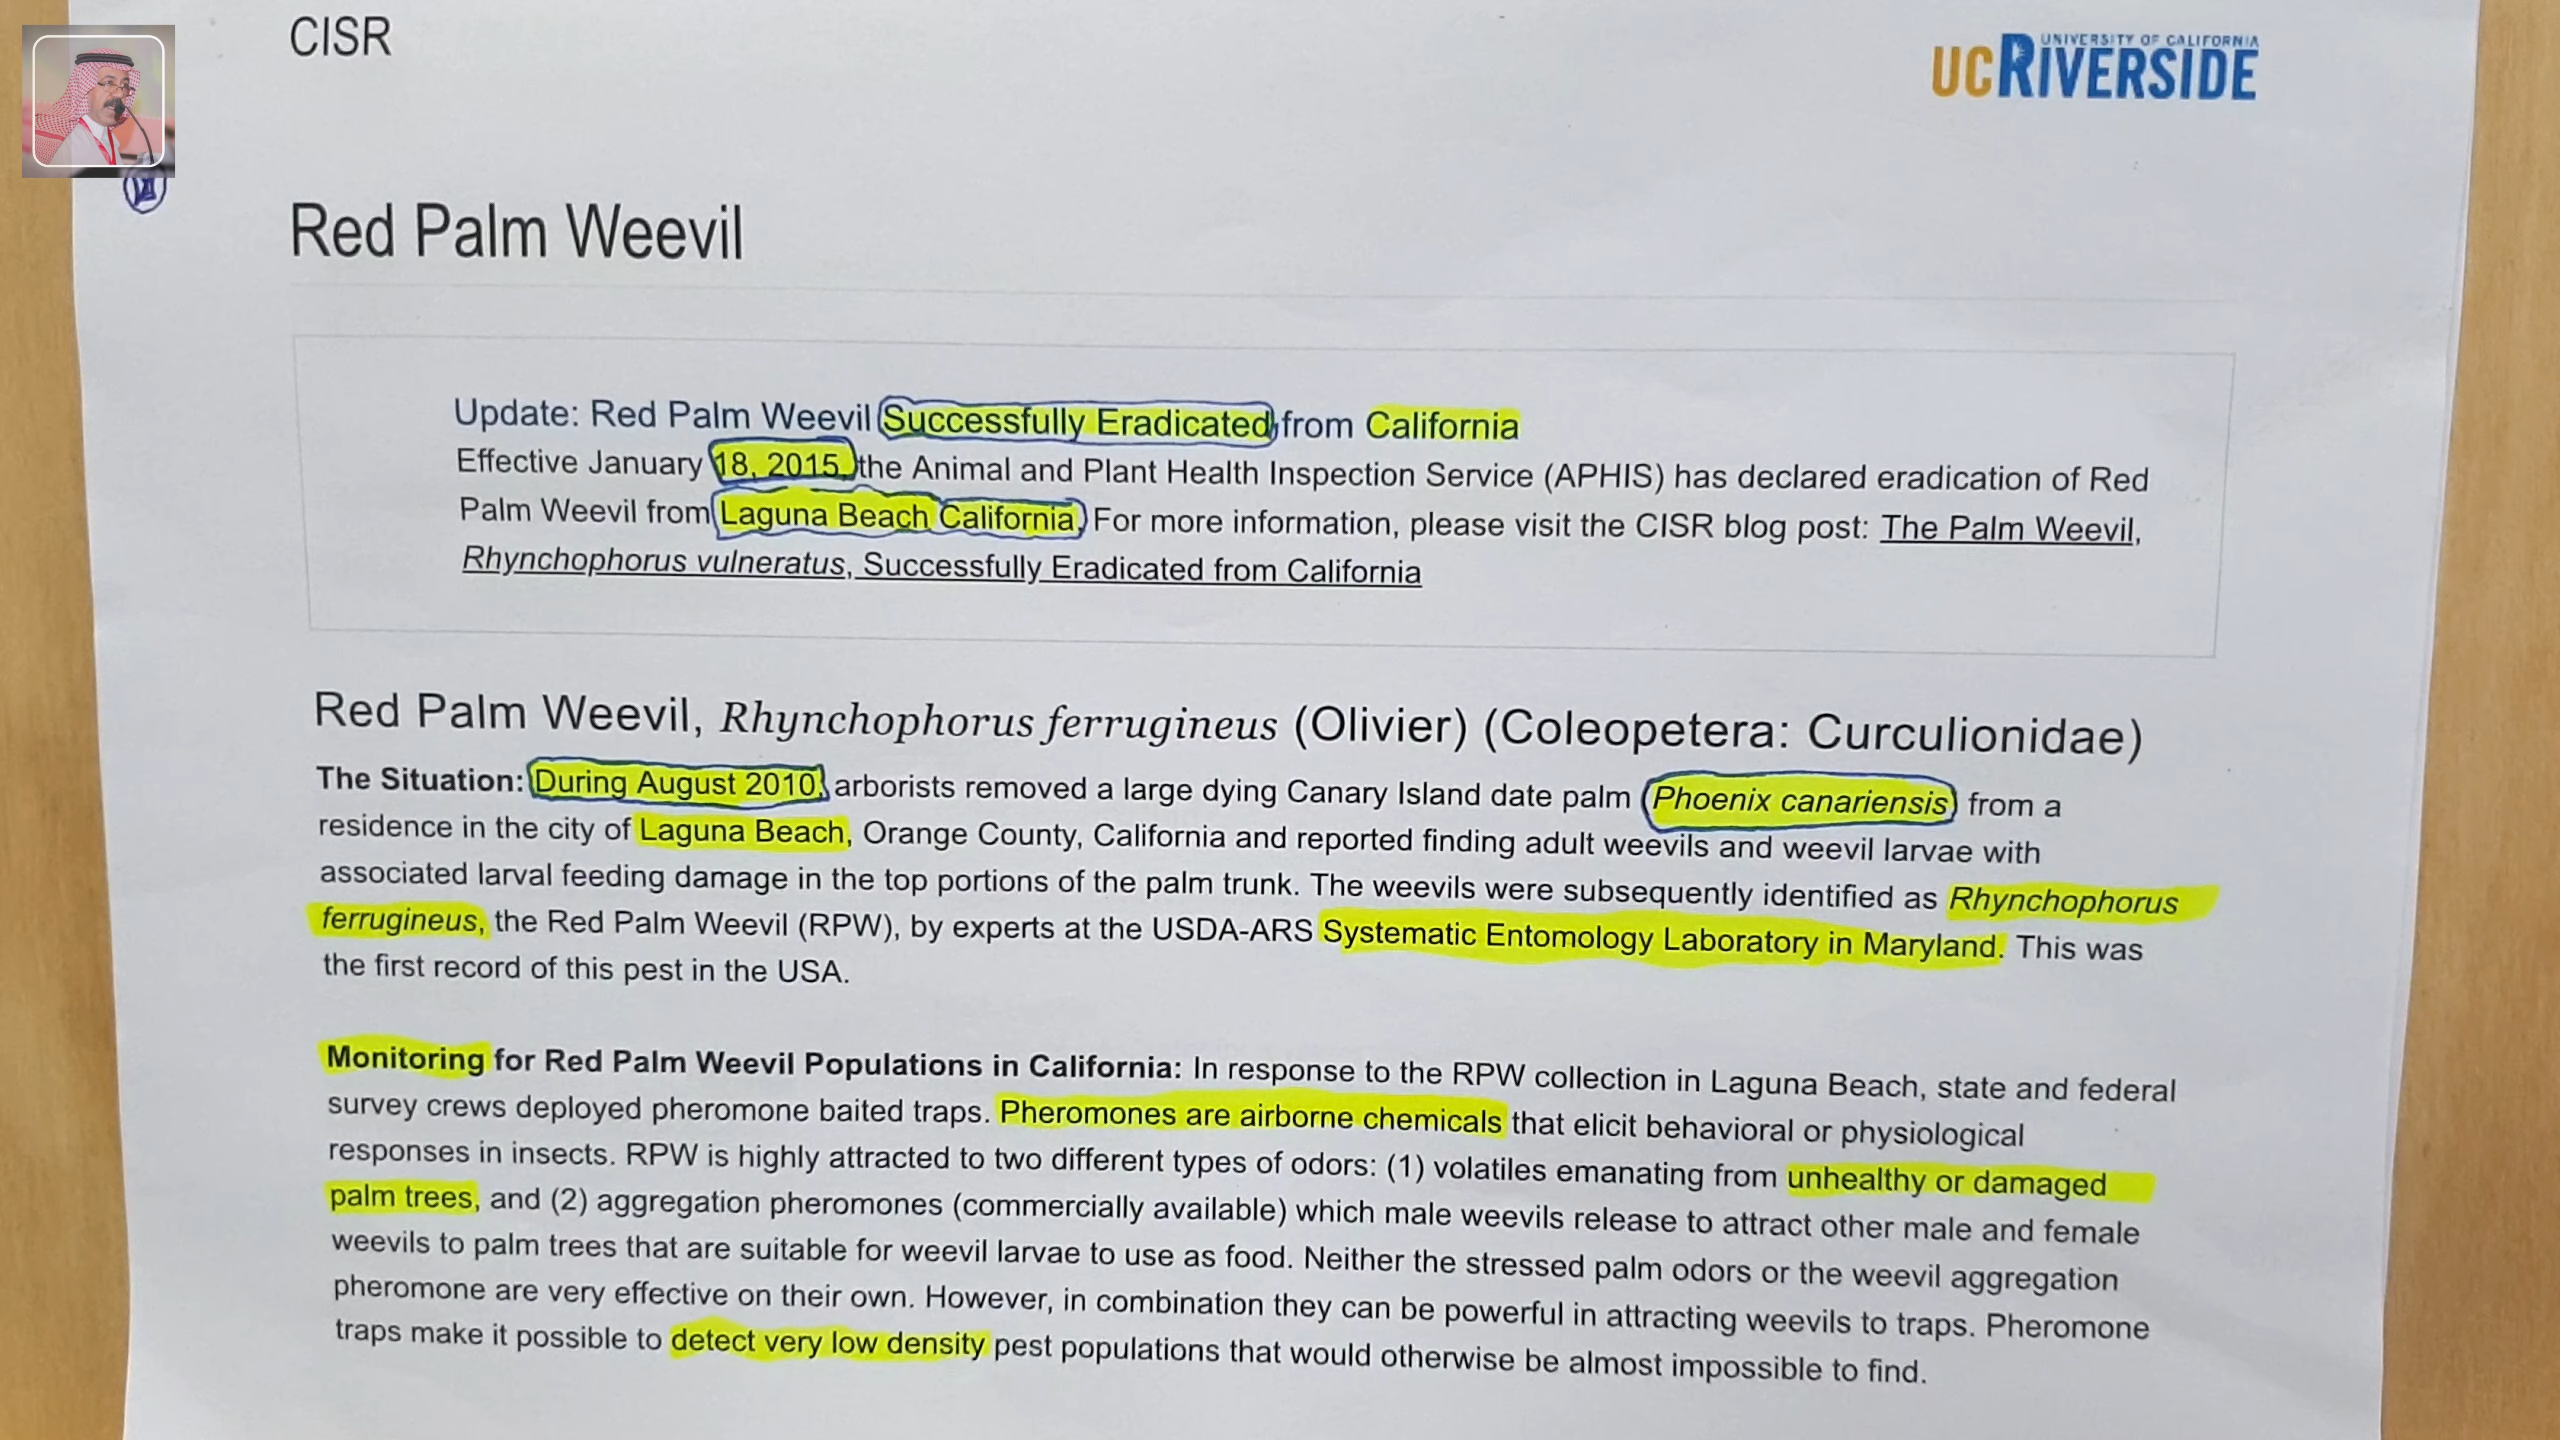 CISR
UNIVERSITY OF CALIFORNIA
UCRIVERSIDE
Red Palm Weevil
Update: Red Palm Weevil Successfully Eradicated from California
Effective January 18, 2015, the Animal and Plant Health Inspection Service (APHIS) has declared eradication of Red
Palm Weevil from Laguna Beach California. For more information, please visit the CISR blog post: The Palm Weevil,
Rhynchophorus vulneratus, Successfully Eradicated from California
Red Palm Weevil, Rhynchophorus ferrugineus (Olivier) (Coleopetera: Curculionidae)
The Situation: During August 2010, arborists removed a large dying Canary Island date palm (Phoenix canariensis) from a
residence in the city of Laguna Beach, Orange County, California and reported finding adult weevils and weevil larvae with
associated larval feeding damage in the top portions of the palm trunk. The weevils were subsequently identified as Rhynchophorus
ferrugineus, the Red Palm Weevil (RPW), by experts at the USDA-ARS Systematic Entomology Laboratory in Maryland. This was
the first record of this pest in the USA.
Monitoring for Red Palm Weevil Populations in California: In response to the RPW collection in Laguna Beach, state and federal
survey crews deployed pheromone baited traps. Pheromones are airborne chemicals that elicit behavioral or physiological
responses in insects. RPW is highly attracted to two different types of odors: (1) volatiles emanating from unhealthy or damaged
palm trees, and (2) aggregation pheromones (commercially available) which male weevils release to attract other male and female
weevils to palm trees that are suitable for weevil larvae to use as food. Neither the stressed palm odors or the weevil aggregation
pheromone are very effective on their own. However, in combination they can be powerful in attracting weevils to traps. Pheromone
traps make it possible to detect very low density pest populations that would otherwise be almost impossible to find.